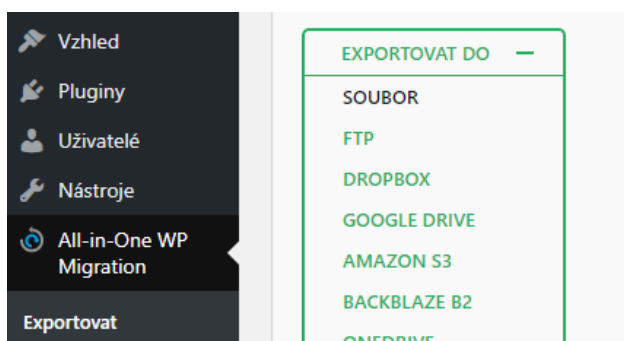 Vzhled
Pluginy
Uživatelé
Nástroje
All-in-One WP
Migration
Exportovat
EXPORTOVAT DO
SOUBOR
FTP
DROPBOX
GOOGLE DRIVE
AMAZON S3
BACKBLAZE B2
ONEDRIVE